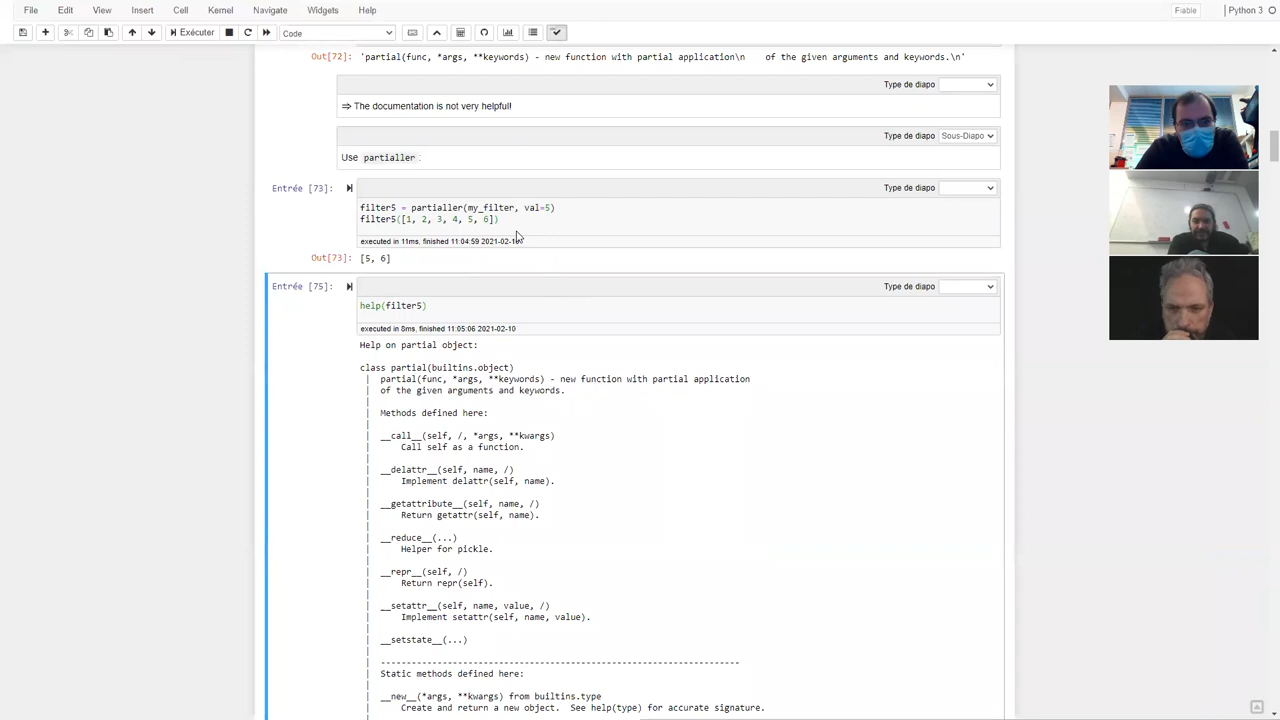 File Edit View Insert Cell Kernel Navigate Widgets Help Fiable Python 3
Exécuter Code
Out[72]: 'partial(func, *args, **keywords) - new function with partial application\n    of the given arguments and keywords.\n'
Type de diapo
⇒ The documentation is not very helpful!
Type de diapo Sous-Diapo
Use partialler :
Entrée [73]: Type de diapo
filter5 = partialler(my_filter, val=5)
filter5([1, 2, 3, 4, 5, 6])
executed in 11ms, finished 11:04:59 2021-02-10
Out[73]: [5, 6]
Entrée [75]: Type de diapo
help(filter5)
executed in 8ms, finished 11:05:06 2021-02-10
Help on partial object:
class partial(builtins.object)
| partial(func, *args, **keywords) - new function with partial application
| of the given arguments and keywords.
|
| Methods defined here:
|
| __call__(self, /, *args, **kwargs)
|     Call self as a function.
|
| __delattr__(self, name, /)
|     Implement delattr(self, name).
|
| __getattribute__(self, name, /)
|     Return getattr(self, name).
|
| __reduce__(...)
|     Helper for pickle.
|
| __repr__(self, /)
|     Return repr(self).
|
| __setattr__(self, name, value, /)
|     Implement setattr(self, name, value).
|
| __setstate__(...)
|
| ----------------------------------------------------------------------
| Static methods defined here:
|
| __new__(*args, **kwargs) from builtins.type
|     Create and return a new object.  See help(type) for accurate signature.